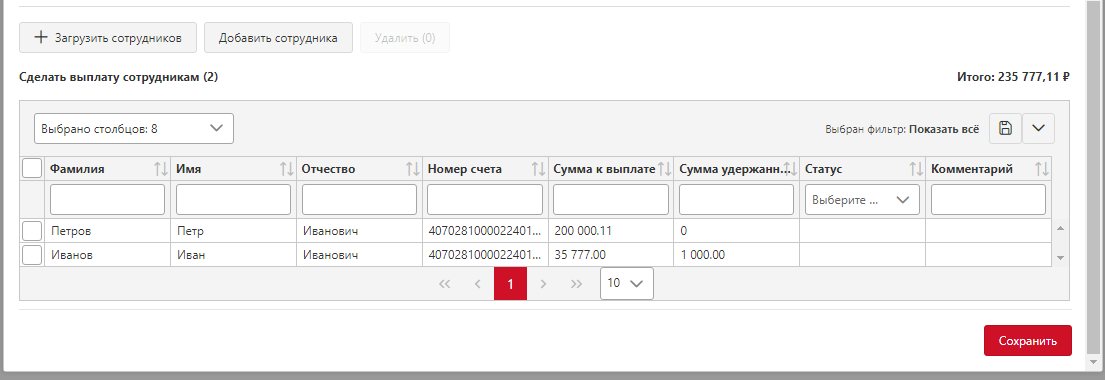 Загрузить сотрудников Добавить сотрудника Удалить (0)
Сделать выплату сотрудникам (2) Итого: 235 777,11 ₽
Выбрано столбцов: 8 Выбран фильтр: Показать всё
Фамилия Имя Отчество Номер счета Сумма к выплате Сумма удержанн... Статус Комментарий
Выберите ...
Петров Петр Иванович 4070281000022401... 200 000.11 0
Иванов Иван Иванович 4070281000022401... 35 777.00 1 000.00
1 10
Сохранить